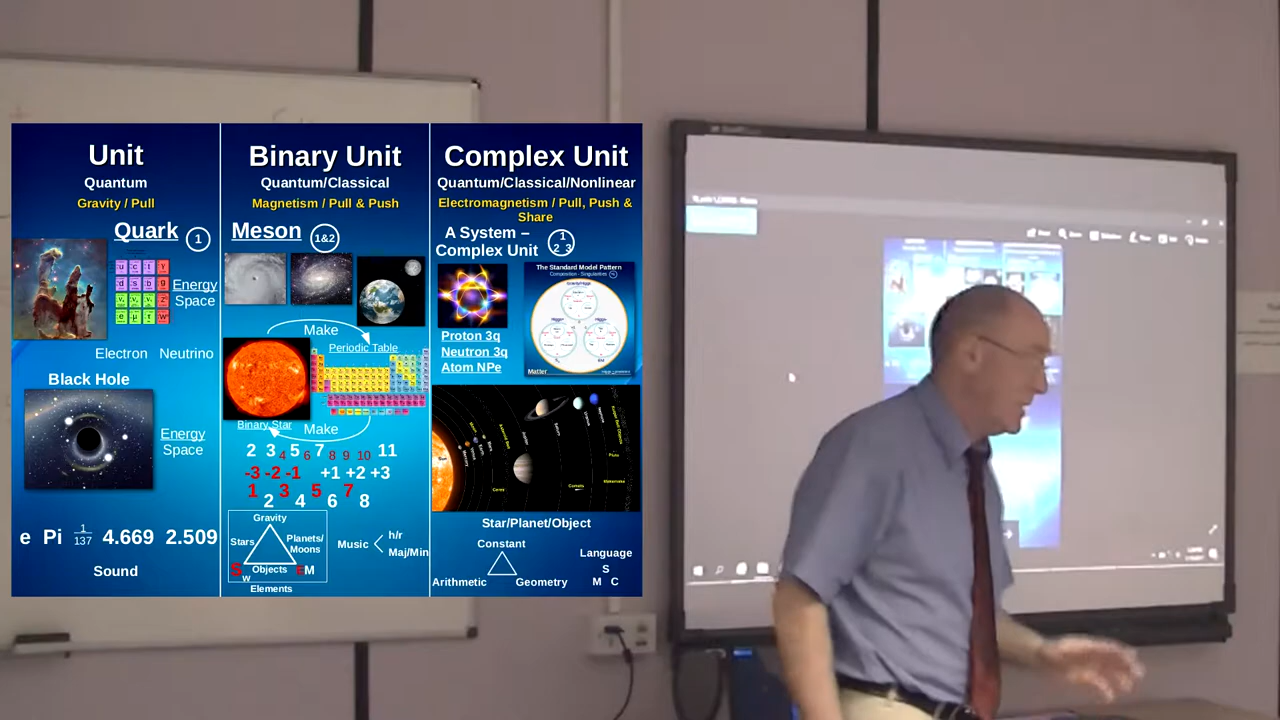 Unit
Quantum
Gravity / Pull
Quark 1
Energy
Space
Electron Neutrino
Black Hole
Energy
Space
e Pi 1/137 4.669 2.509
Sound
Binary Unit
Quantum/Classical
Magnetism / Pull & Push
Meson 1&2
Make
Periodic Table
Binary Star
Make
2 3 4 5 6 7 8 9 10 11
-3 -2 -1 +1 +2 +3
1 3 5 7
2 4 6 8
Gravity
Stars
Planets/
Moons
Objects
S
W
EM
Elements
Music
h/r
Maj/Min
Complex Unit
Quantum/Classical/Nonlinear
Electromagnetism / Pull, Push &
Share
A System –
Complex Unit
1
2 3
The Standard Model Pattern
Matter
Proton 3q
Neutron 3q
Atom NPe
Star/Planet/Object
Constant
Arithmetic Geometry
Language
S
M C